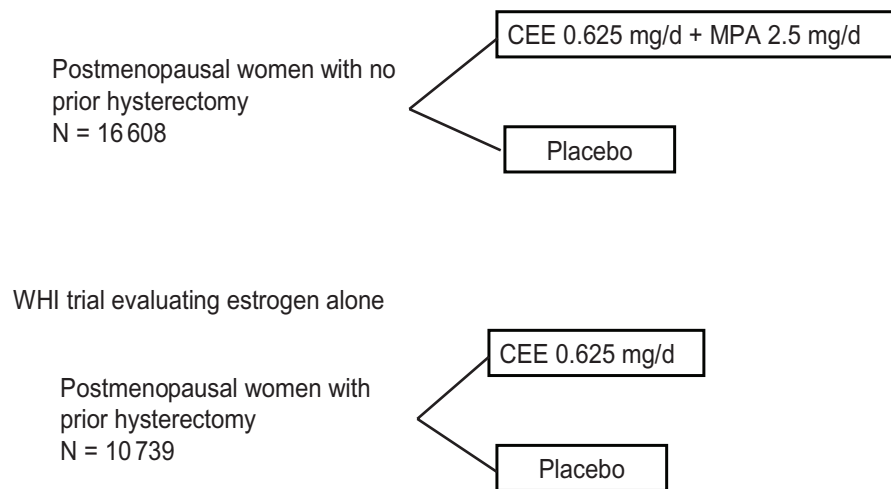 CEE 0.625 mg/d + MPA 2.5 mg/d
Postmenopausal women with no
prior hysterectomy
N = 16 608
Placebo
WHI trial evaluating estrogen alone
CEE 0.625 mg/d
Postmenopausal women with
prior hysterectomy
N = 10 739
Placebo